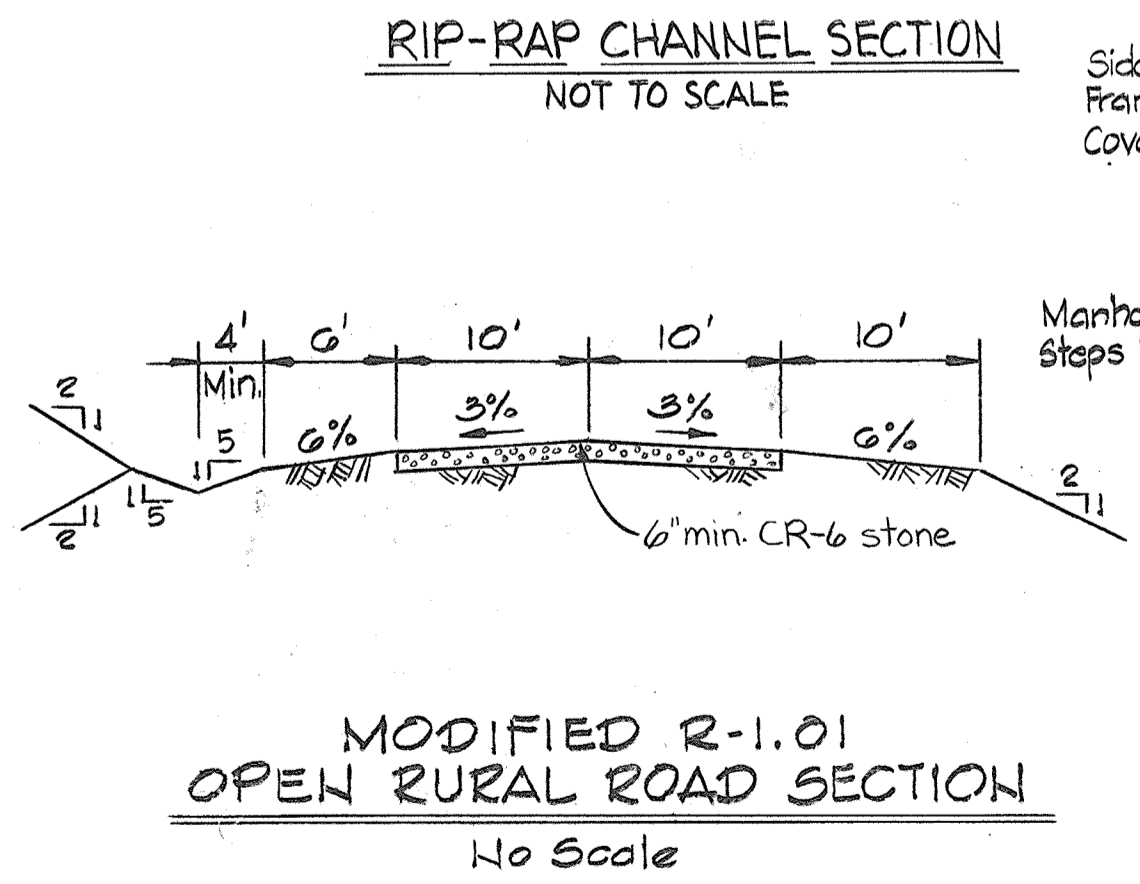 RIP-RAP CHANNEL SECTION
NOT TO SCALE
4' 6' 10' 10' 10'
Min.
2
1
5
1
6% 3% 3% 6%
2
1
1
5
2
1
6" min. CR-6 stone
Manho
steps
MODIFIED R-1.01
OPEN RURAL ROAD SECTION
No Scale